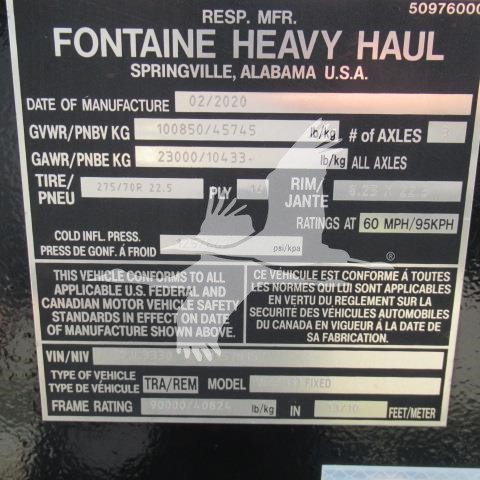 RESP. MFR.
5097600
FONTAINE HEAVY HAUL
SPRINGVILLE, ALABAMA U.S.A.
DATE OF MANUFACTURE 02/2020
GVWR/PNBV KG 100850/45745 lb/kg # of AXLES 3
GAWR/PNBE KG 23000/10433 lb/kg ALL AXLES
TIRE/PNEU 275/70R 22.5 PLY RIM/JANTE
RATINGS AT 60 MPH/95KPH
COLD INFL. PRESS.
PRESS DE GONF. Á FROID psi/kpa
®
THIS VEHICLE CONFORMS TO ALL
APPLICABLE U.S. FEDERAL AND
CANADIAN MOTOR VEHICLE SAFETY
STANDARDS IN EFFECT ON DATE
OF MANUFACTURE SHOWN ABOVE.
CE VÉHICULE EST CONFORME Á TOUTES
LES NORMES QUI LUI SONT APPLICABLES
EN VERTU DU RÉGLEMENT SUR LA
SECURITÉ DES VÉHICULES AUTOMOBILES
DU CANADA EN VIGUEUR À LA DATE DE
SA FABRICATION.
VIN/NIV
TYPE OF VEHICLE
TYPE DE VÉHICULE TRA/REM MODEL FIXED
FRAME RATING 90000/40824 lb/kg IN 13/10 FEET/METER